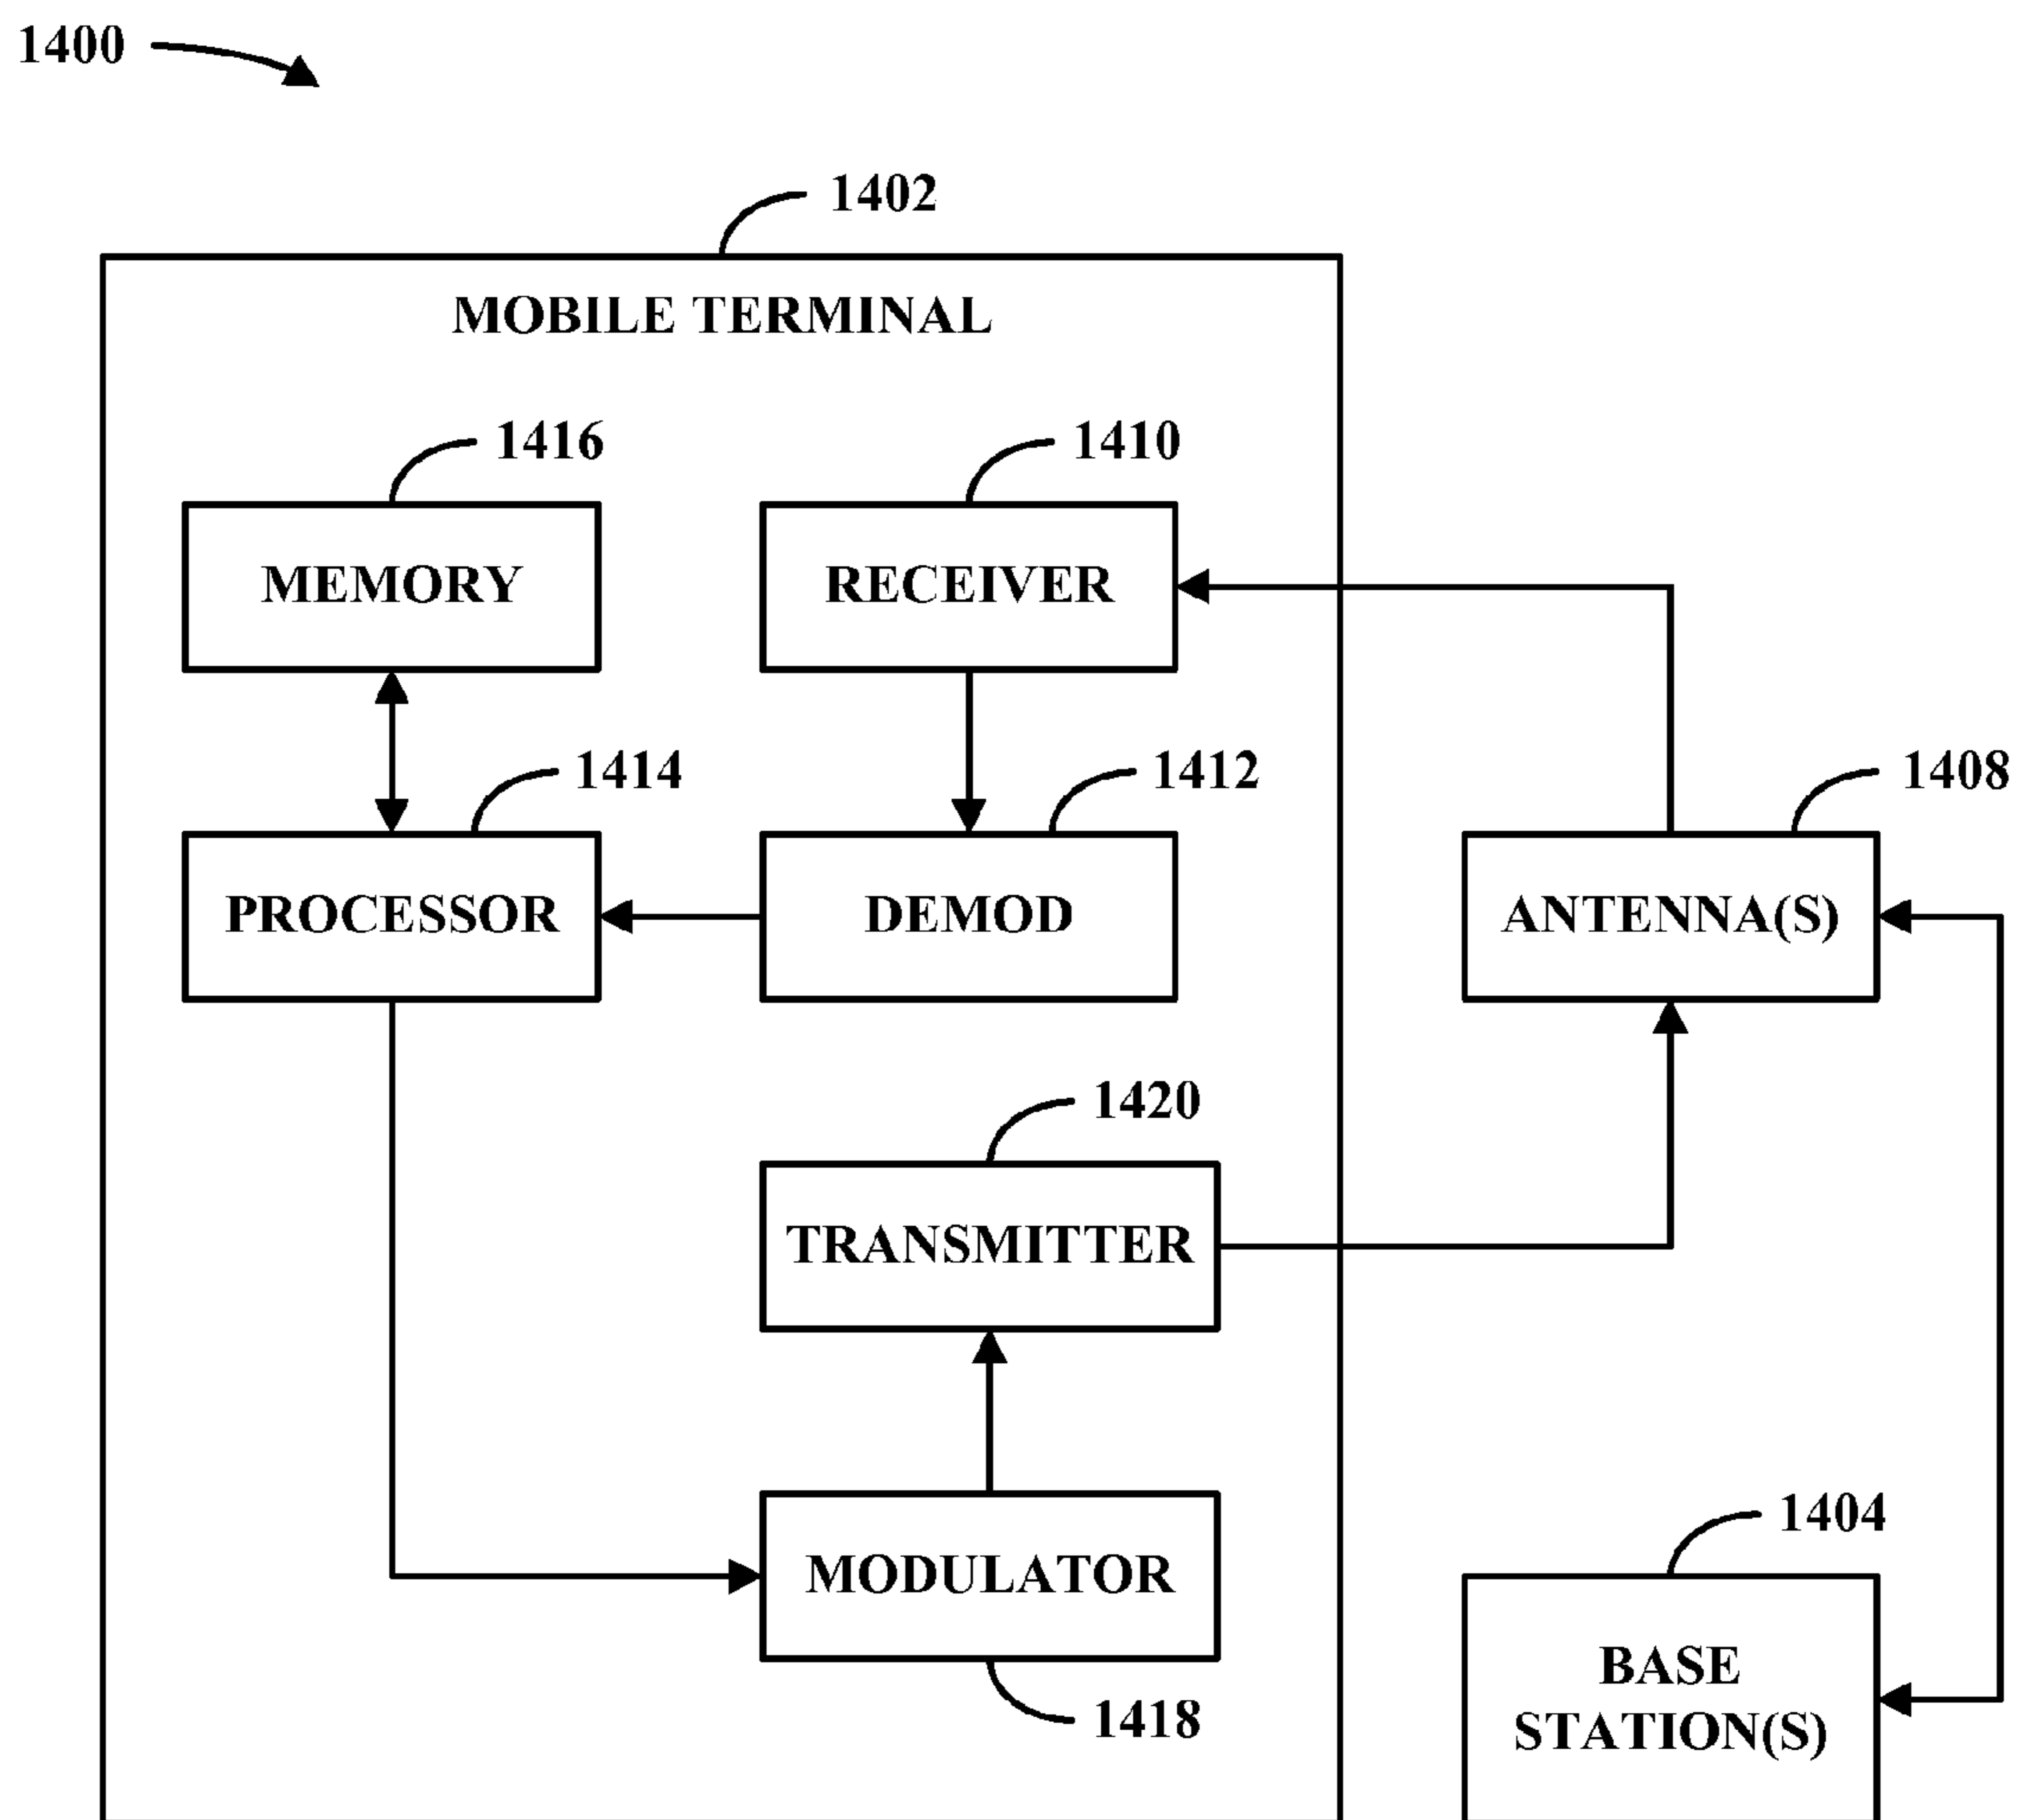 1400
1402
MOBILE TERMINAL
1416
1410
MEMORY
RECEIVER
1414
1412
1408
PROCESSOR
DEMOD
ANTENNA(S)
1420
TRANSMITTER
1404
MODULATOR
BASE
STATION(S)
1418